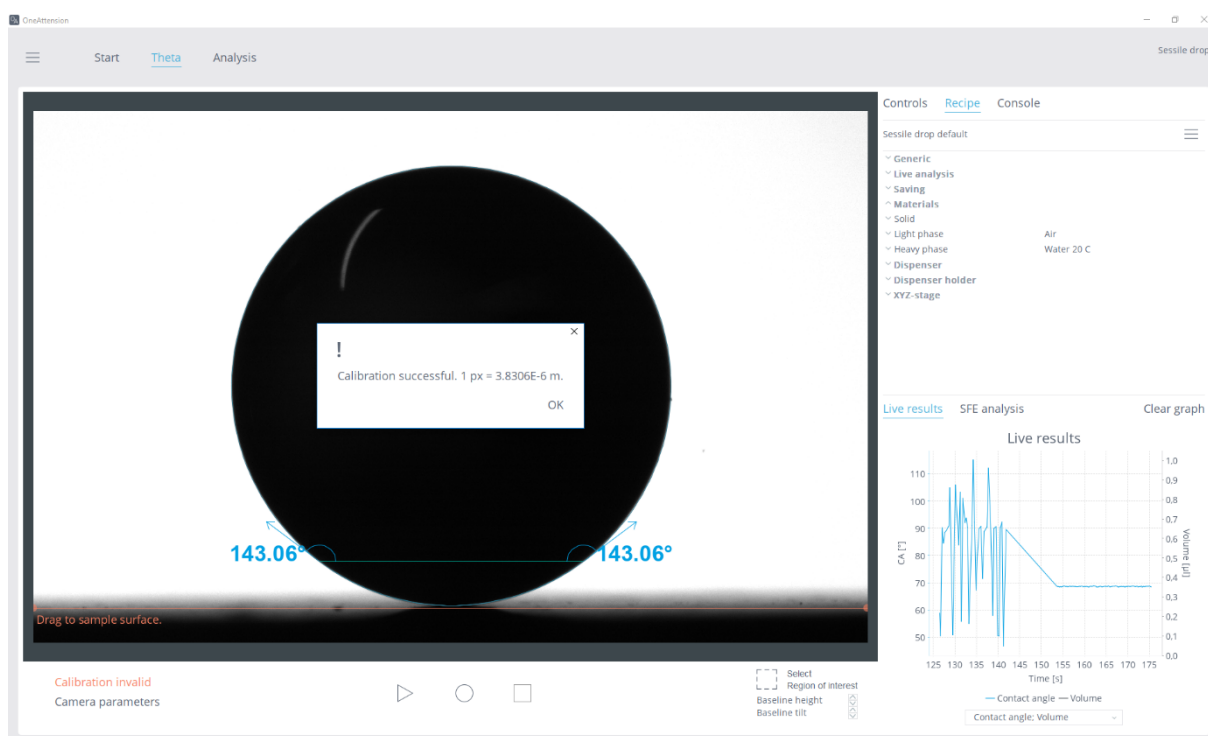 OneAttension
Start Theta Analysis
Sessile drop
Controls Recipe Console
Sessile drop default
Generic
Live analysis
Saving
Materials
Solid
Light phase Air
Heavy phase Water 20 C
Dispenser
Dispenser holder
XYZ-stage
!
Calibration successful. 1 px = 3.8306E-6 m.
OK
143.06° 143.06°
Drag to sample surface.
Live results SFE analysis Clear graph
Live results
110
100
90
80
70
60
50
CA [°]
1,0
0,9
0,8
0,7
0,6
0,5
0,4
0,3
0,2
0,1
0,0
Volume [µl]
125 130 135 140 145 150 155 160 165 170 175
Time [s]
Contact angle Volume
Contact angle; Volume
Calibration invalid
Camera parameters
Select
Region of interest
Baseline height
Baseline tilt